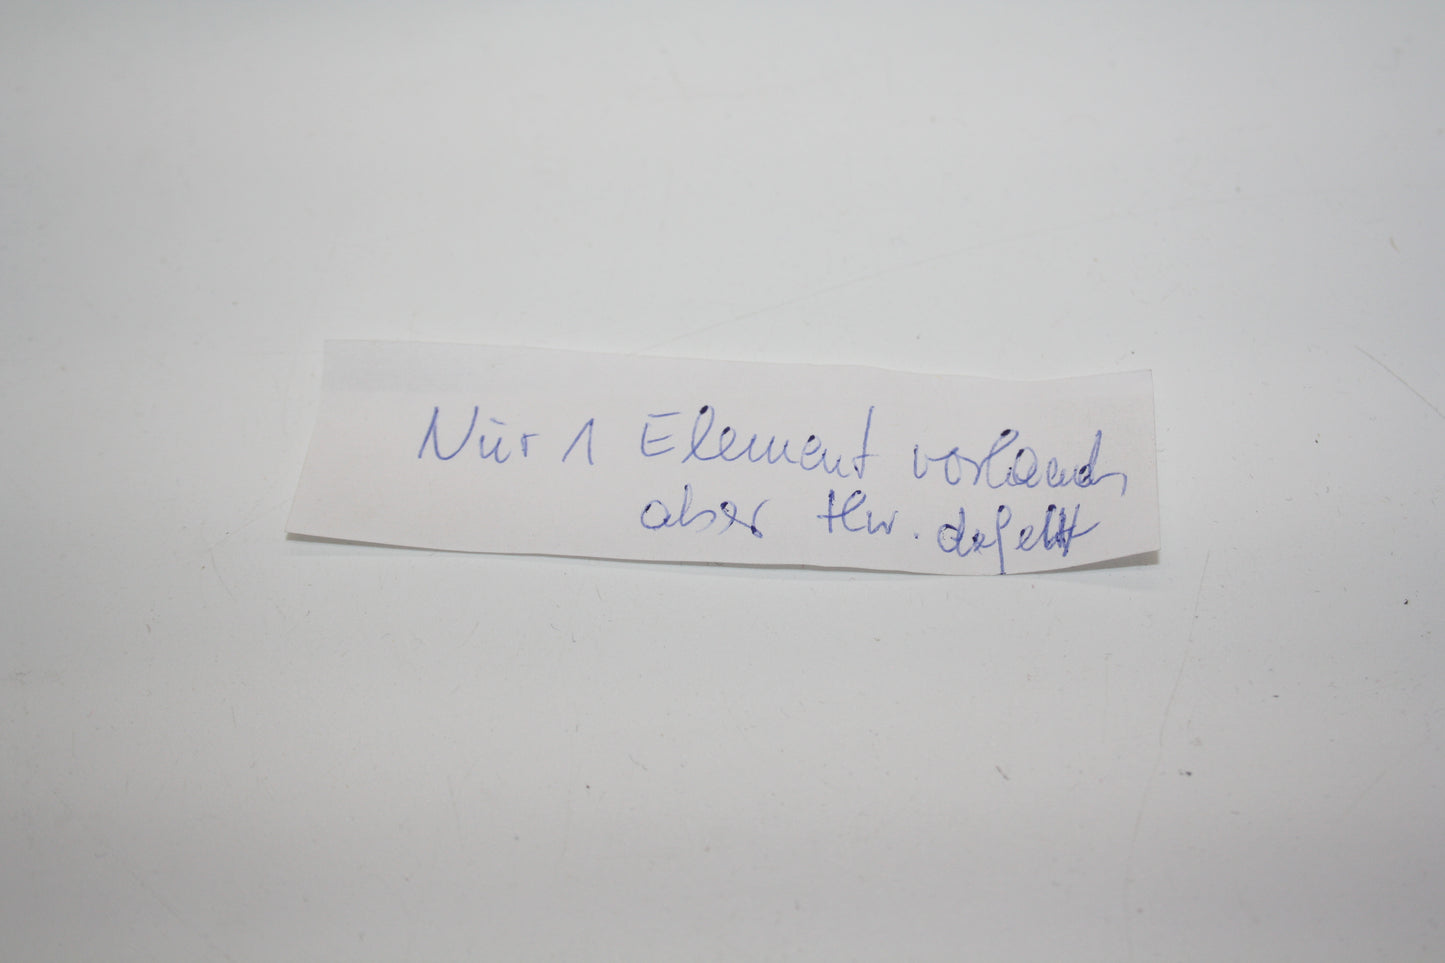 Nur 1 Element vorhanden
aber tlw. defekt